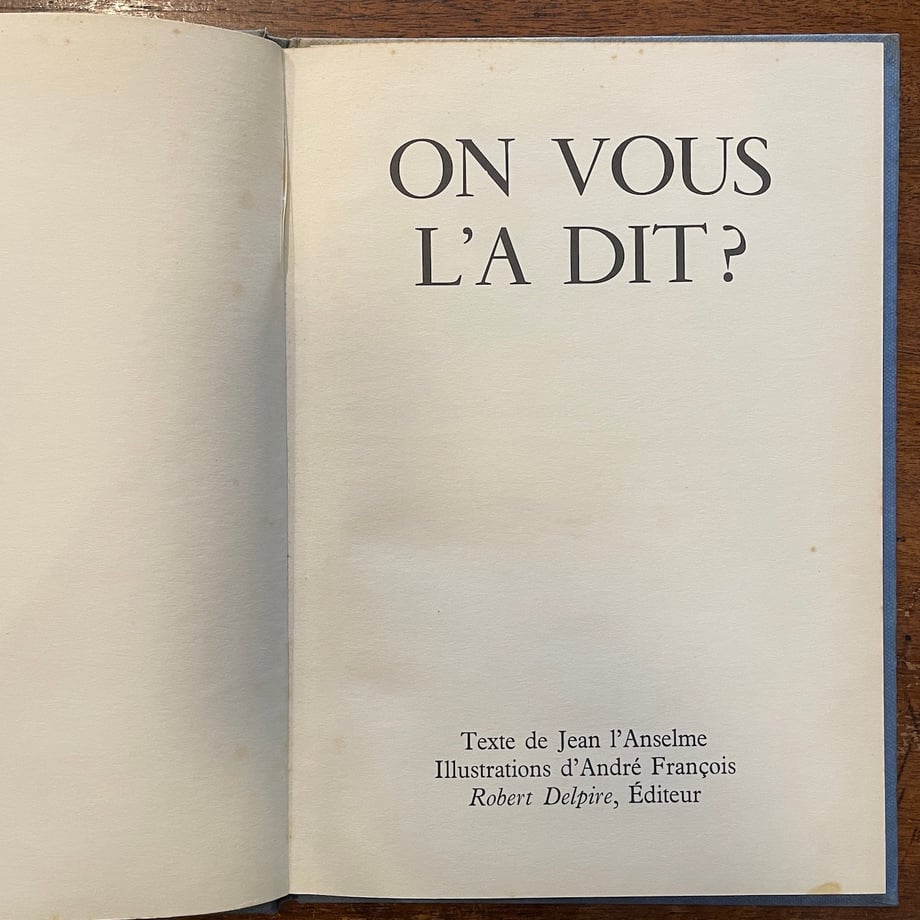 ON VOUS
L'A DIT?
Texte de Jean l'Anselme
Illustrations d'André François
Robert Delpire, Éditeur